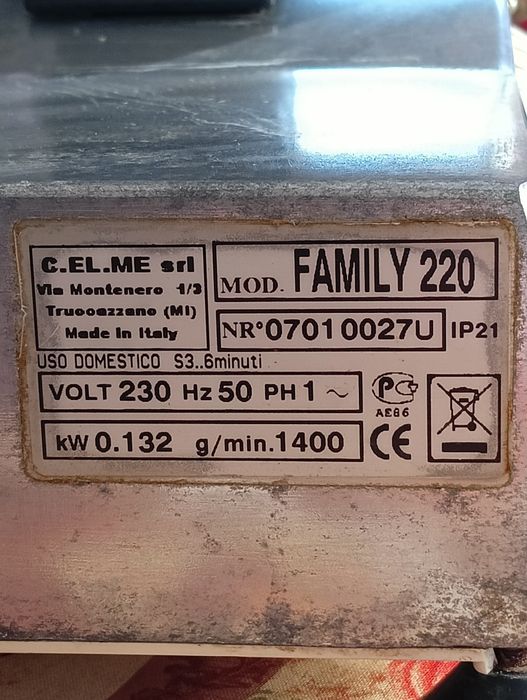 C.EL.ME srl
Via Montenero 1/3
Truccazzano (MI)
Made in Italy
MOD. FAMILY 220
NR°07010027U IP21
USO DOMESTICO S3..6minuti
VOLT 230 Hz 50 PH 1 ~
AE86
kW 0.132 g/min.1400
CE